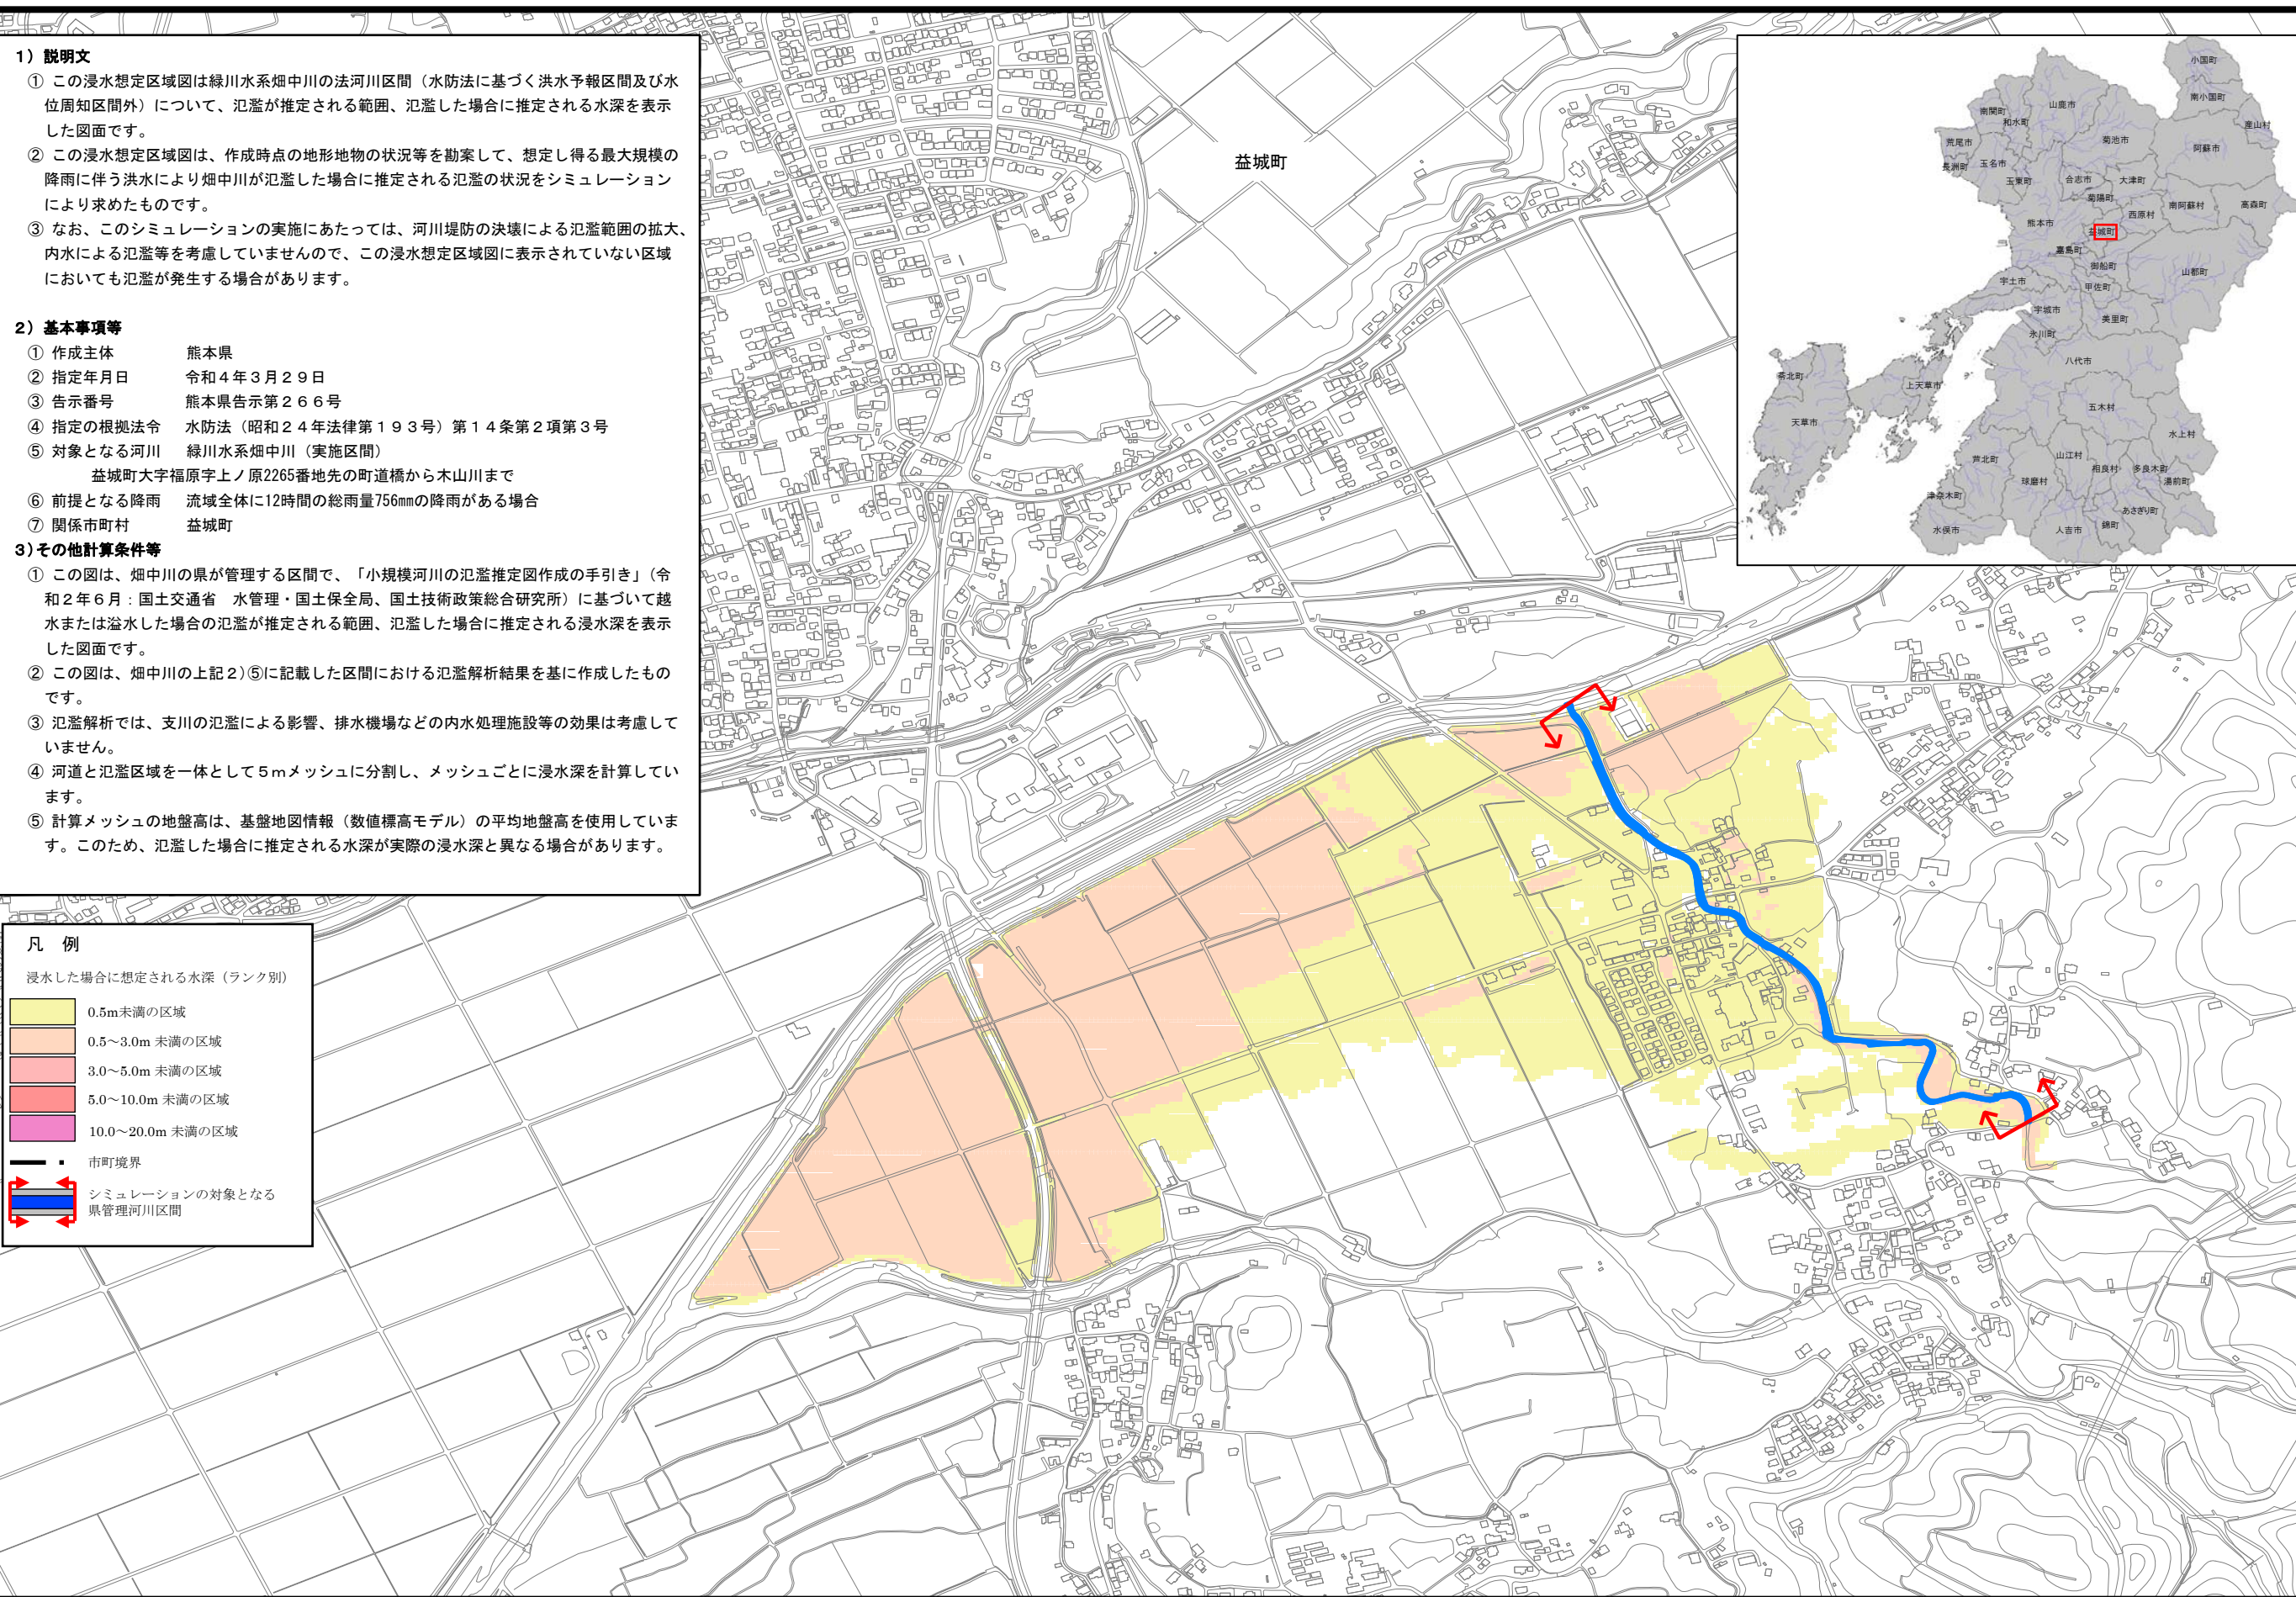 1）説明文
① この浸水想定区域図は緑川水系畑中川の法河川区間（水防法に基づく洪水予報区間及び水
位周知区間外）について、氾濫が推定される範囲、氾濫した場合に推定される水深を表示
した図面です。
② この浸水想定区域図は、作成時点の地形地物の状況等を勘案して、想定し得る最大規模の
降雨に伴う洪水により畑中川が氾濫した場合に推定される氾濫の状況をシミュレーション
により求めたものです。
③ なお、このシミュレーションの実施にあたっては、河川堤防の決壊による氾濫範囲の拡大、
内水による氾濫等を考慮していませんので、この浸水想定区域図に表示されていない区域
においても氾濫が発生する場合があります。
2）基本事項等
① 作成主体 熊本県
② 指定年月日 令和４年３月２９日
③ 告示番号 熊本県告示第２６６号
④ 指定の根拠法令 水防法（昭和２４年法律第１９３号）第１４条第２項第３号
⑤ 対象となる河川 緑川水系畑中川（実施区間）
益城町大字福原字上ノ原2265番地先の町道橋から木山川まで
⑥ 前提となる降雨 流域全体に12時間の総雨量756mmの降雨がある場合
⑦ 関係市町村 益城町
3）その他計算条件等
① この図は、畑中川の県が管理する区間で、「小規模河川の氾濫推定図作成の手引き」（令
和２年６月：国土交通省 水管理・国土保全局、国土技術政策総合研究所）に基づいて越
水または溢水した場合の氾濫が推定される範囲、氾濫した場合に推定される浸水深を表示
した図面です。
② この図は、畑中川の上記２）⑤に記載した区間における氾濫解析結果を基に作成したもの
です。
③ 氾濫解析では、支川の氾濫による影響、排水機場などの内水処理施設等の効果は考慮して
いません。
④ 河道と氾濫区域を一体として５ｍメッシュに分割し、メッシュごとに浸水深を計算してい
ます。
⑤ 計算メッシュの地盤高は、基盤地図情報（数値標高モデル）の平均地盤高を使用していま
す。このため、氾濫した場合に推定される水深が実際の浸水深と異なる場合があります。
凡 例
浸水した場合に想定される水深（ランク別）
0.5m未満の区域
0.5～3.0m 未満の区域
3.0～5.0m 未満の区域
5.0～10.0m 未満の区域
10.0～20.0m 未満の区域
市町境界
シミュレーションの対象となる
県管理河川区間
益城町
小国町
南小国町
産山村
南関町
山鹿市
和水町
菊池市
阿蘇市
荒尾市
長洲町
玉名市
玉東町
合志市
大津町
菊陽町
西原村
南阿蘇村
高森町
熊本市
益城町
嘉島町
御船町
山都町
宇土市
甲佐町
宇城市
美里町
氷川町
八代市
苓北町
上天草市
天草市
五木村
水上村
芦北町
山江村
相良村
多良木町
球磨村
湯前町
津奈木町
あさぎり町
錦町
水俣市
人吉市